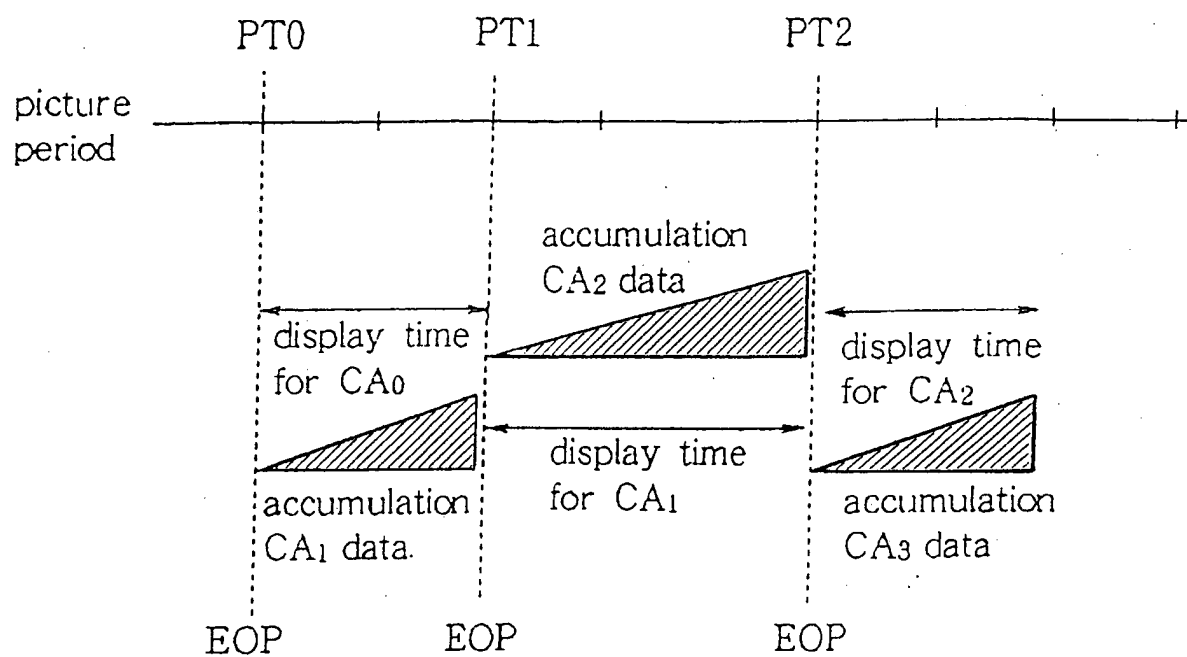 PT0 PT1 PT2
picture
period
accumulation
CA2 data
display time
for CA0
display time
for CA2
display time
for CA1
accumulation
CA1 data.
accumulation
CA3 data
EOP EOP EOP